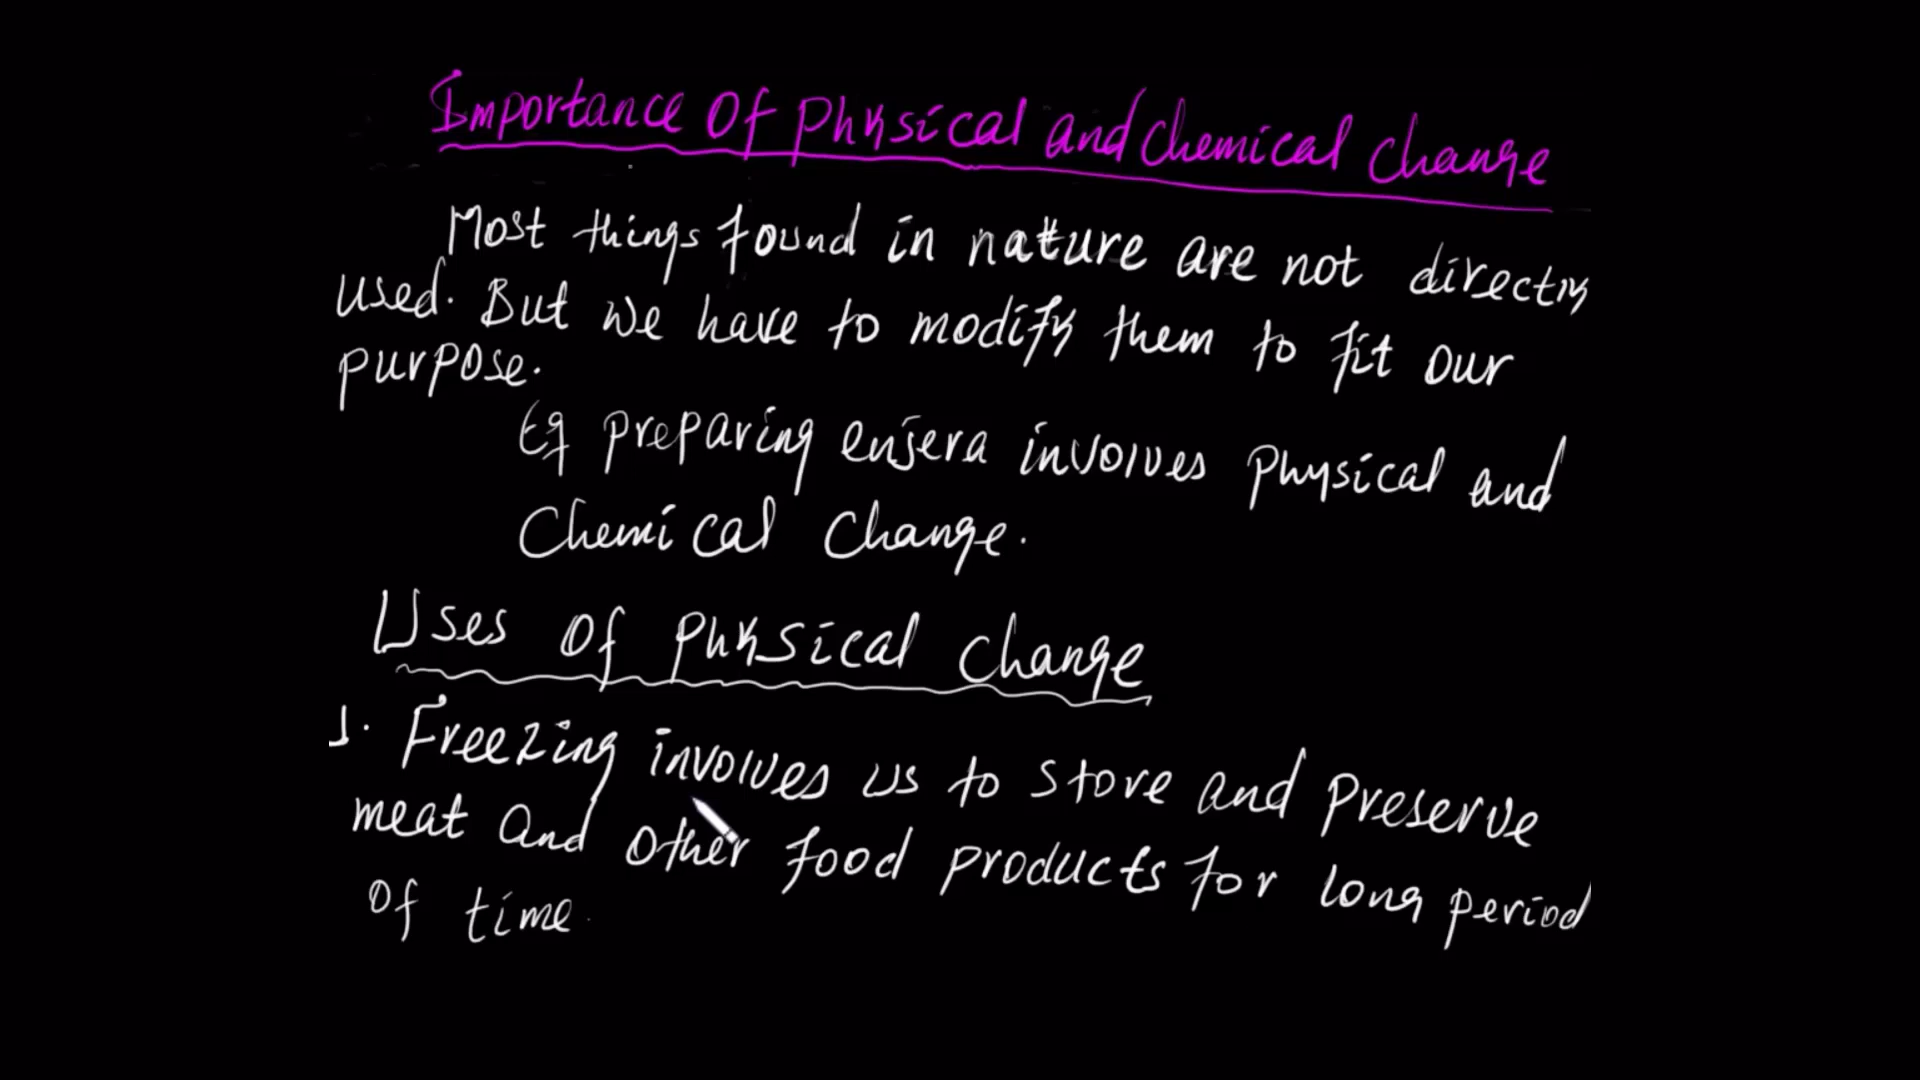 Importance Of Physical and Chemical Change
Most things found in nature are not directly
used. But we have to modify them to fit our
purpose.
Eg preparing enjera involves physical and
Chemical Change.
Uses Of Physical Change
1. Freezing involves us to store and preserve
meat and other food products for long period
of time.